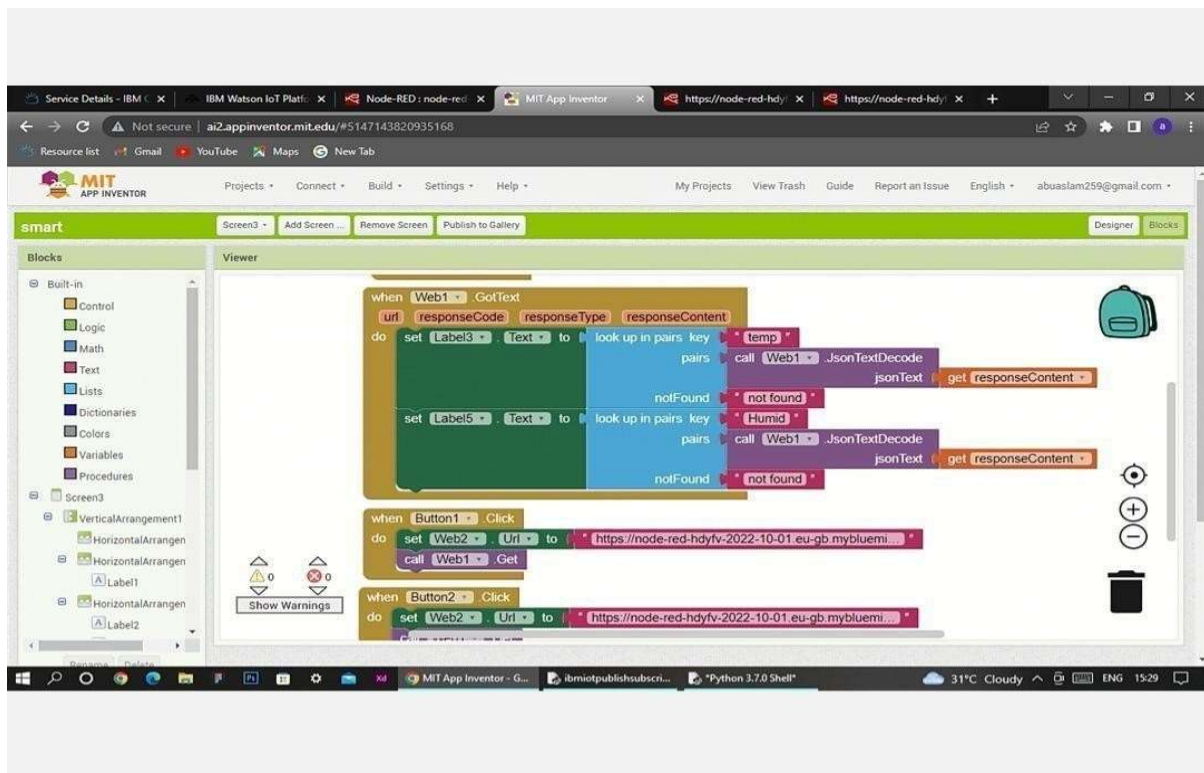 Service Details - IBM C
IBM Watson IoT Platfo
Node-RED : node-red
MIT App Inventor
https://node-red-hdyf
https://node-red-hdyf
Not secure | ai2.appinventor.mit.edu/#5147143820935168
Resource list Gmail YouTube Maps New Tab
MIT
APP INVENTOR
Projects Connect Build Settings Help My Projects View Trash Guide Report an Issue English abuaslam259@gmail.com
smart Screen3 Add Screen ... Remove Screen Publish to Gallery Designer Blocks
Blocks
Built-in
Control
Logic
Math
Text
Lists
Dictionaries
Colors
Variables
Procedures
Screen3
VerticalArrangement1
HorizontalArrangen
HorizontalArrangen
Label1
HorizontalArrangen
Label2
Rename Delete
Viewer
when Web1 .GotText
url responseCode responseType responseContent
do set Label3 . Text to look up in pairs key " temp "
pairs call Web1 .JsonTextDecode
jsonText get responseContent
notFound " not found "
set Label5 . Text to look up in pairs key " Humid "
pairs call Web1 .JsonTextDecode
jsonText get responseContent
notFound " not found "
when Button1 .Click
do set Web2 . Url to " https://node-red-hdyfv-2022-10-01.eu-gb.mybluemi... "
call Web1 .Get
when Button2 .Click
do set Web2 . Url to " https://node-red-hdyfv-2022-10-01.eu-gb.mybluemi... "
0 0
Show Warnings
MIT App Inventor - G... ibmiotpublishsubscri... *Python 3.7.0 Shell* 31°C Cloudy ENG 15:29